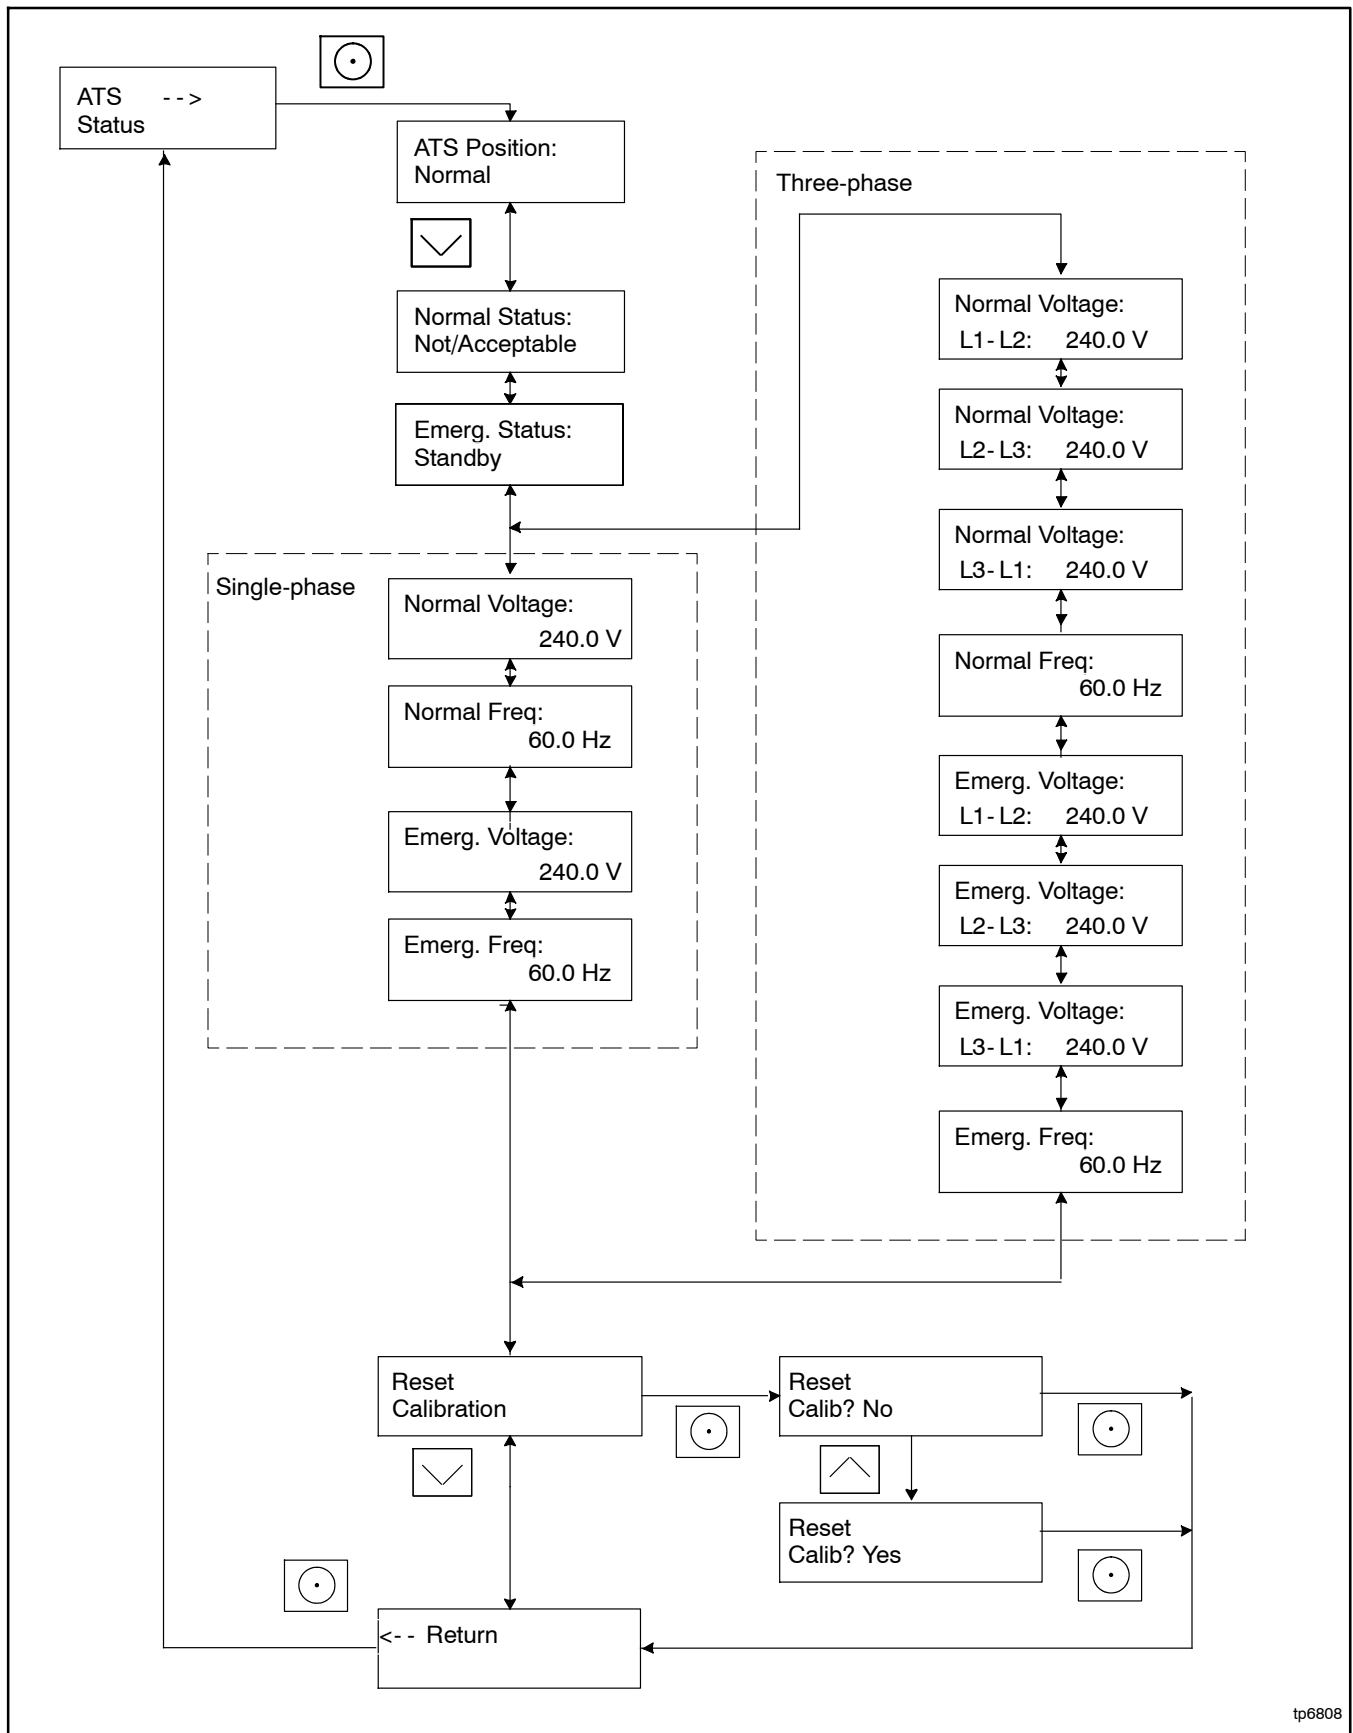 ATS - - >
Status
ATS Position:
Normal
Normal Status:
Not/Acceptable
Emerg. Status:
Standby
Single-phase
Normal Voltage:
240.0 V
Normal Freq:
60.0 Hz
Emerg. Voltage:
240.0 V
Emerg. Freq:
60.0 Hz
Three-phase
Normal Voltage:
L1- L2: 240.0 V
Normal Voltage:
L2- L3: 240.0 V
Normal Voltage:
L3- L1: 240.0 V
Normal Freq:
60.0 Hz
Emerg. Voltage:
L1- L2: 240.0 V
Emerg. Voltage:
L2- L3: 240.0 V
Emerg. Voltage:
L3- L1: 240.0 V
Emerg. Freq:
60.0 Hz
Reset
Calibration
Reset
Calib? No
Reset
Calib? Yes
<- - Return
tp6808